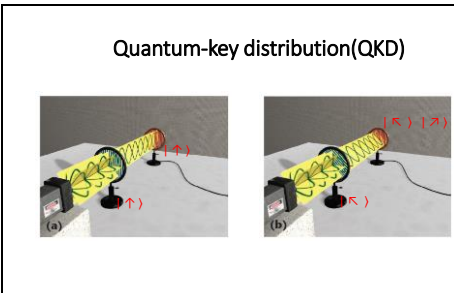 Quantum-key distribution(QKD)
| ↑ ⟩
| ↑ ⟩
(a)
| ↖ ⟩ | ↗ ⟩
| ↖ ⟩
(b)